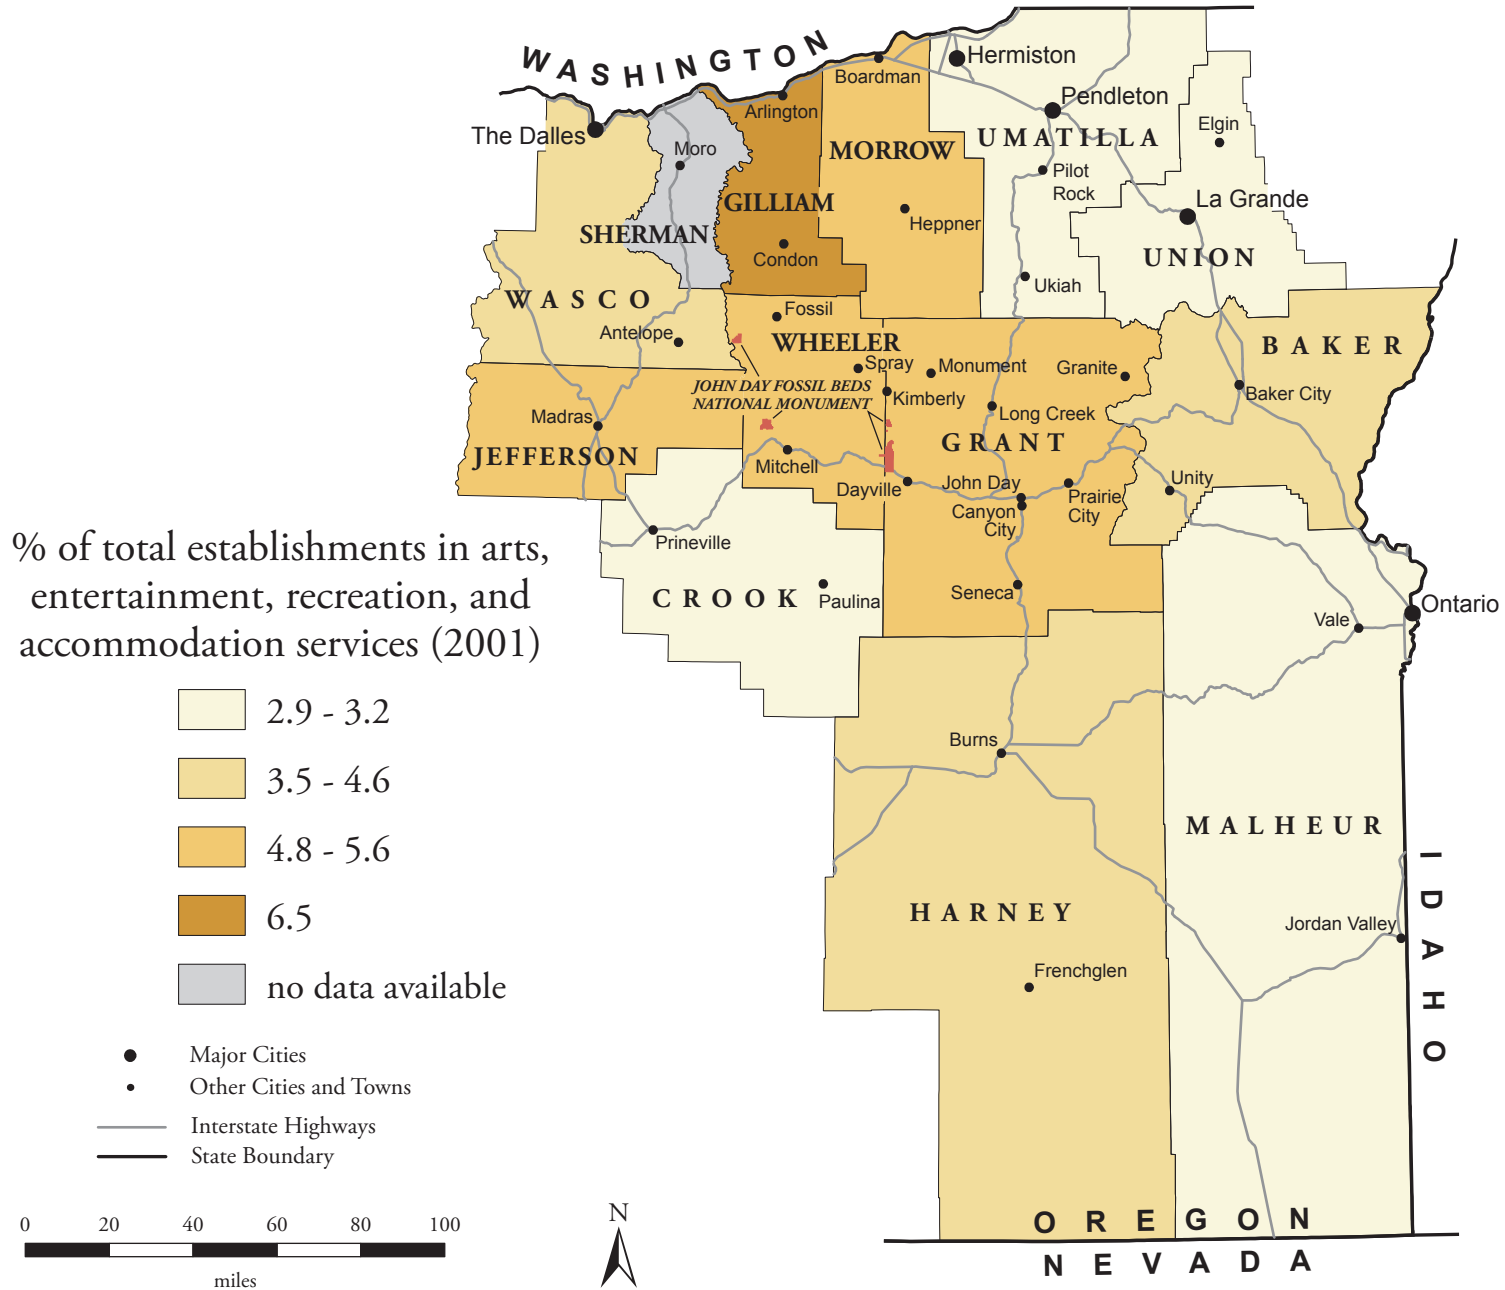 WASHINGTON
Hermiston
Boardman
Pendleton
Arlington
The Dalles
Elgin
UMATILLA
Moro
MORROW
Pilot
Rock
La Grande
GILLIAM
Heppner
SHERMAN
UNION
Condon
Ukiah
WASCO
Fossil
Antelope
WHEELER
BAKER
Spray
Monument
Granite
JOHN DAY FOSSIL BEDS
NATIONAL MONUMENT
Kimberly
Baker City
Madras
Long Creek
GRANT
JEFFERSON
Mitchell
Unity
Dayville
John Day
Prairie
City
Canyon
City
Prineville
CROOK
Paulina
Seneca
Ontario
Vale
% of total establishments in arts,
entertainment, recreation, and
accommodation services (2001)
2.9 - 3.2
3.5 - 4.6
4.8 - 5.6
6.5
no data available
Burns
MALHEUR
IDAHO
HARNEY
Jordan Valley
Frenchglen
Major Cities
Other Cities and Towns
Interstate Highways
State Boundary
0 20 40 60 80 100
miles
N
OREGON
NEVADA